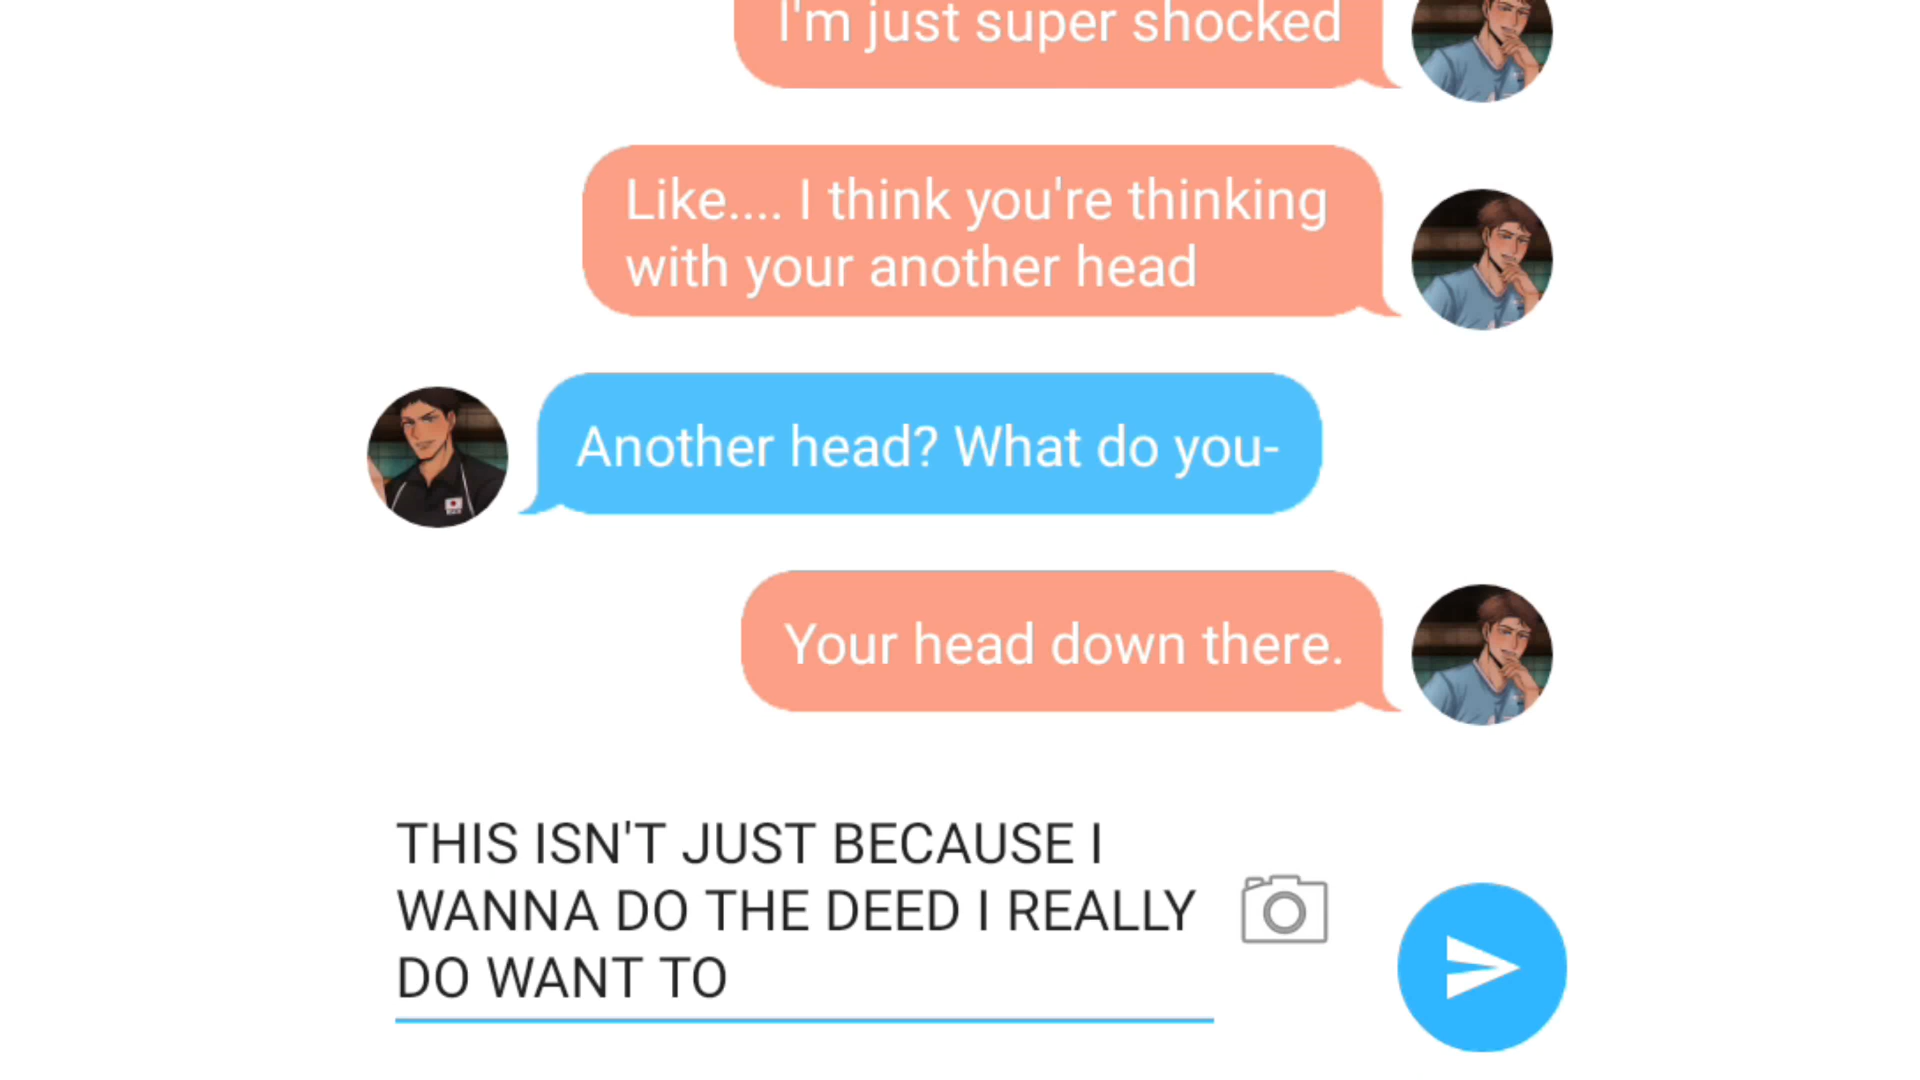 I'm just super shocked
Like.... I think you're thinking
with your another head
Another head? What do you-
Your head down there.
THIS ISN'T JUST BECAUSE I
WANNA DO THE DEED I REALLY
DO WANT TO